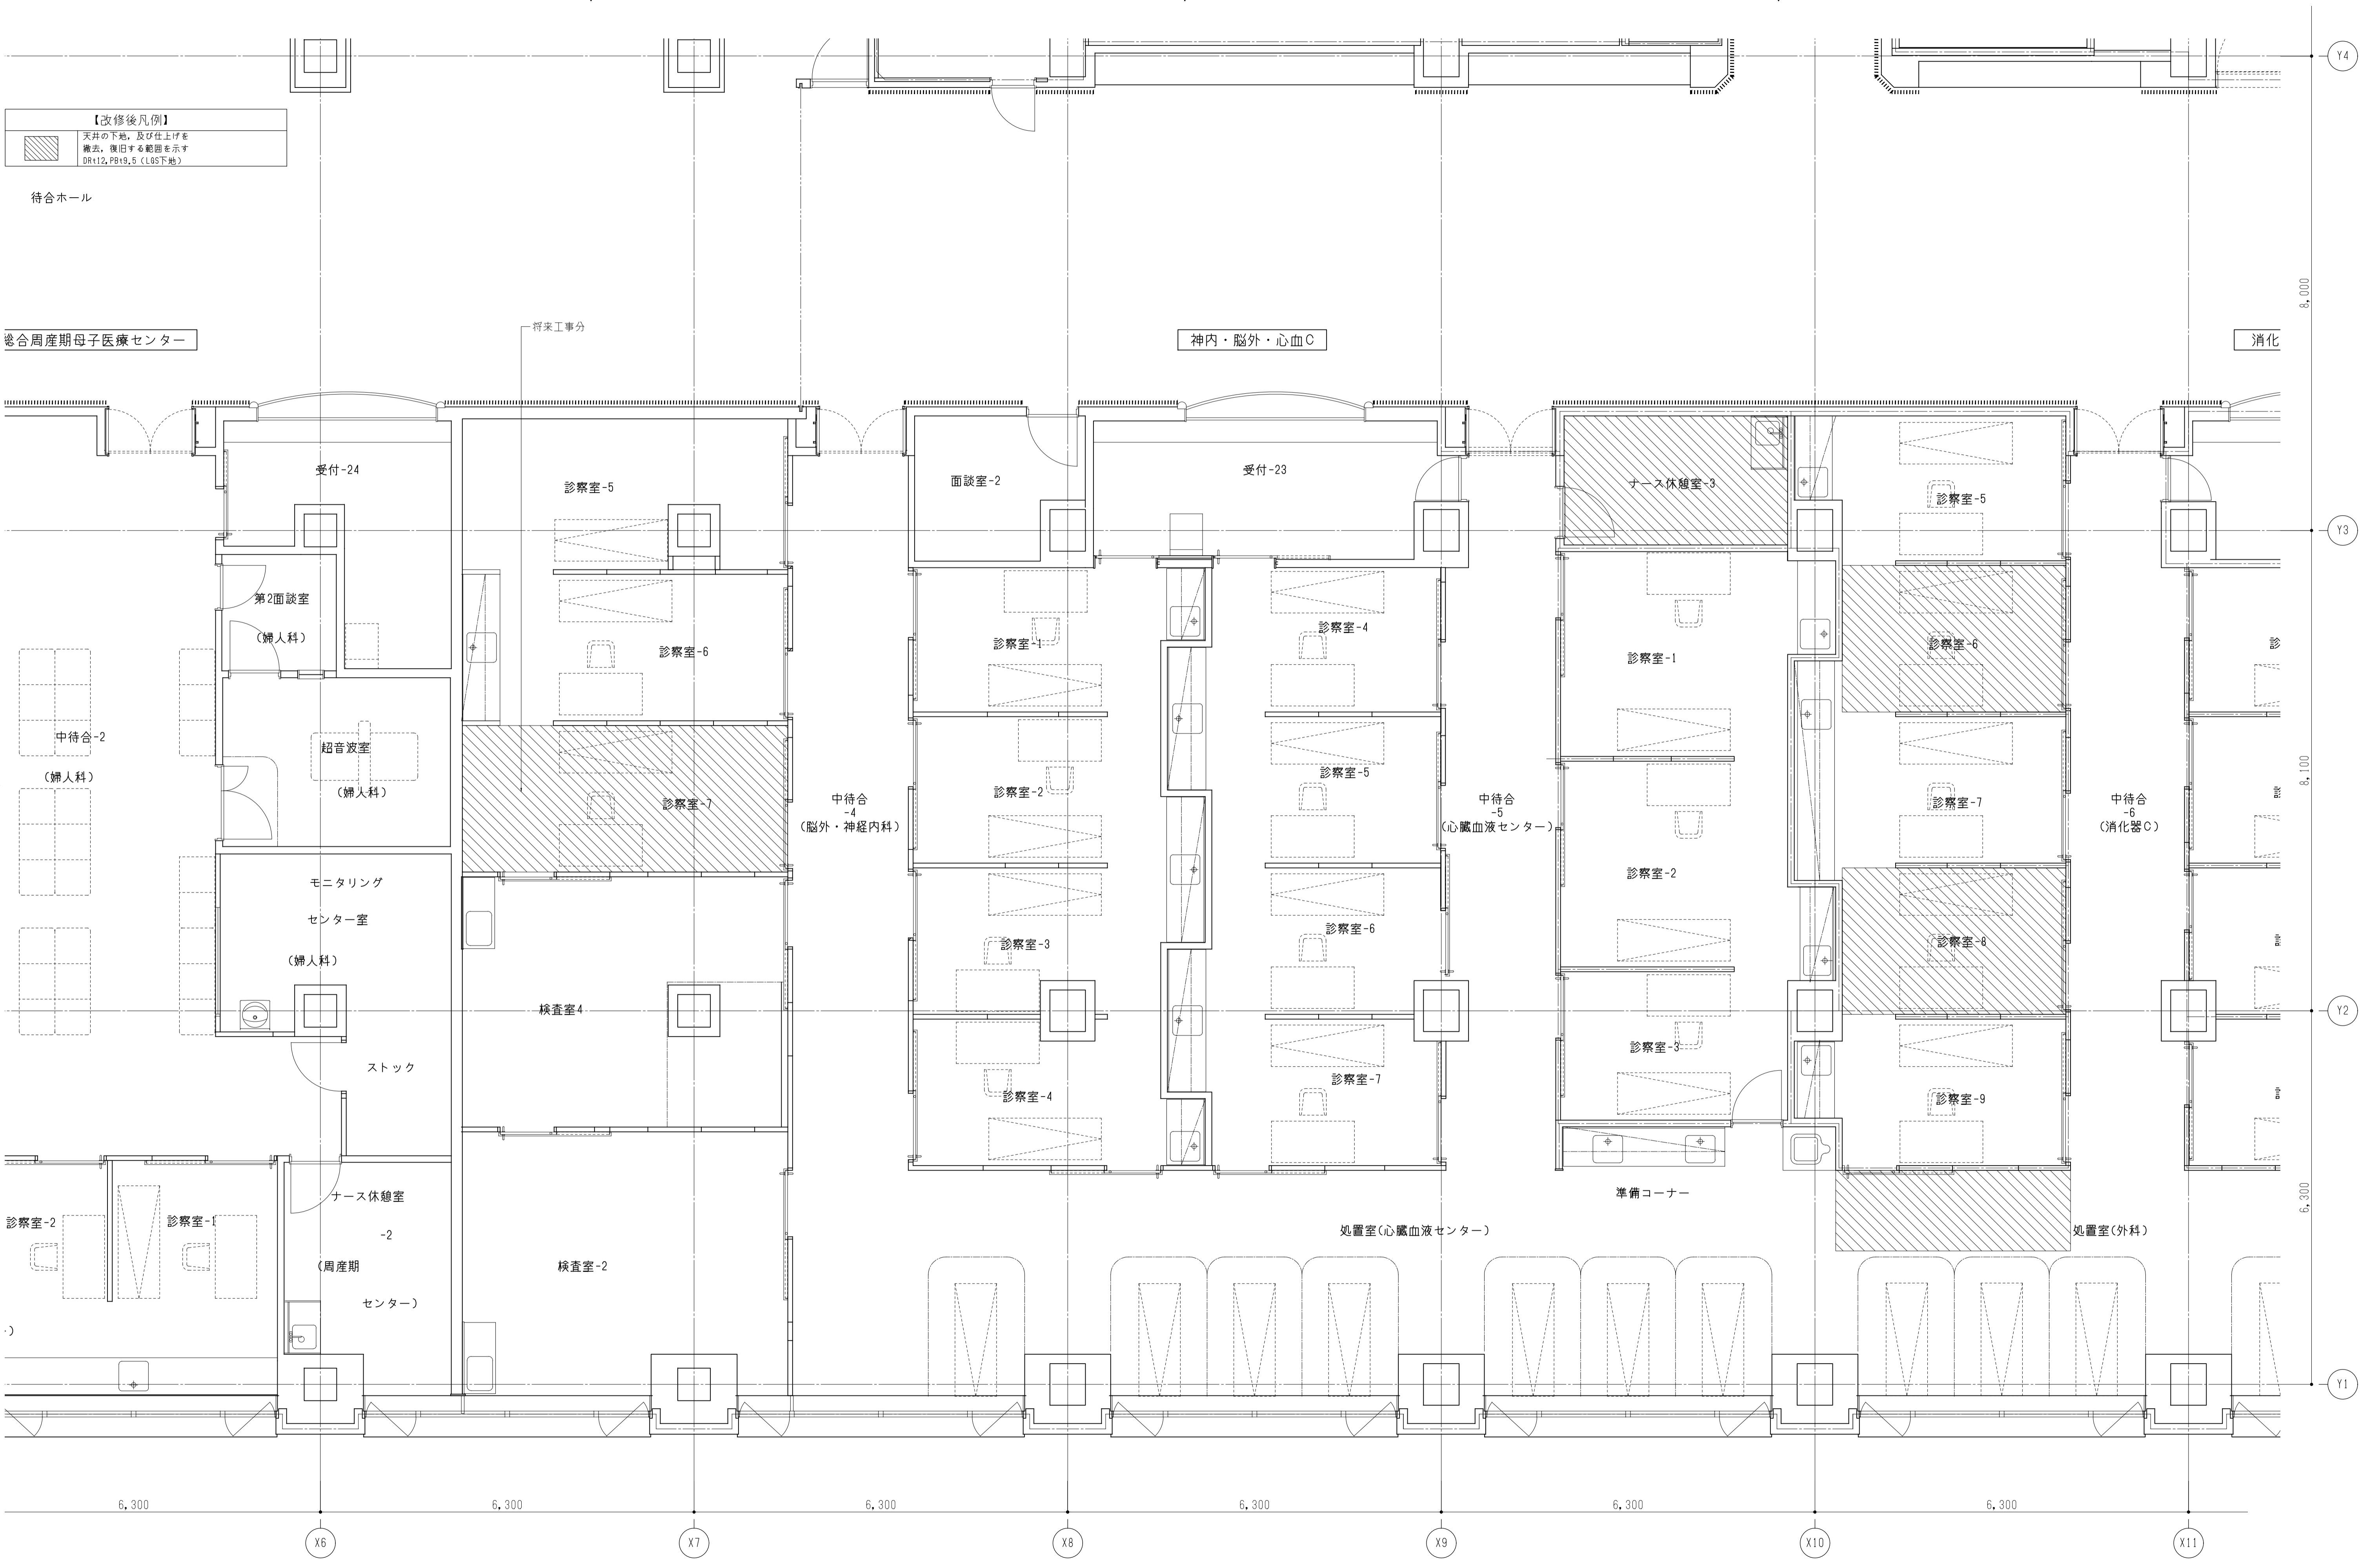 Y4
【改修後凡例】
天井の下地，及び仕上げを
撤去，復旧する範囲を示す
DRt12,PBt9.5（LGS下地）
待合ホール
8,000
総合周産期母子医療センター
将来工事分
神内・脳外・心血C
消化
受付-24
診察室-5
面談室-2
受付-23
ナース休憩室-3
診察室-5
Y3
第2面談室
（婦人科）
診察室-6
診察室-1
診察室-4
診察室-1
診察室-6
診
中待合-2
（婦人科）
超音波室
（婦人科）
診察室-7
中待合
-4
（脳外・神経内科）
診察室-2
診察室-5
中待合
-5
（心臓血液センター）
診察室-2
診察室-7
中待合
-6
（消化器C）
8,100
モニタリング
センター室
（婦人科）
診察室-3
診察室-6
診察室-8
検査室4
Y2
ストック
診察室-4
診察室-7
診察室-3
診察室-9
診察室-2
診察室-1
ナース休憩室
-2
（周産期
センター）
検査室-2
準備コーナー
処置室(心臓血液センター)
処置室(外科)
6,300
Y1
6,300
6,300
6,300
6,300
6,300
6,300
X6
X7
X8
X9
X10
X11